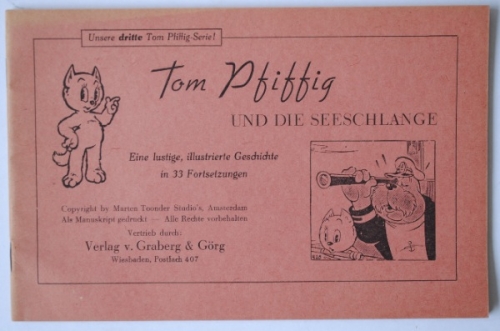 Unsere dritte Tom Pfiffig-Serie!
Tom Pfiffig
UND DIE SEESCHLANGE
Eine lustige, illustrierte Geschichte
in 33 Fortsetzungen
Copyright by Marten Toonder Studio's, Amsterdam
Als Manuskript gedruckt — Alle Rechte vorbehalten
Vertrieb durch:
Verlag v. Graberg & Görg
Wiesbaden, Postfach 407